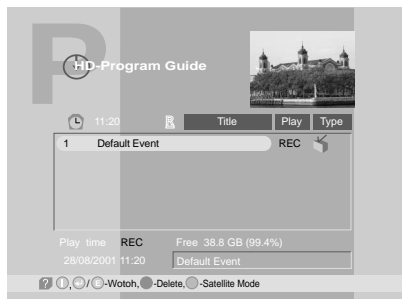 P
HD-Program Guide
11:20 R Title Play Type
1 Default Event REC
Play time REC Free 38.8 GB (99.4%)
28/08/2001 11:20 Default Event
? , / -Wotoh, -Delete, -Satellite Mode